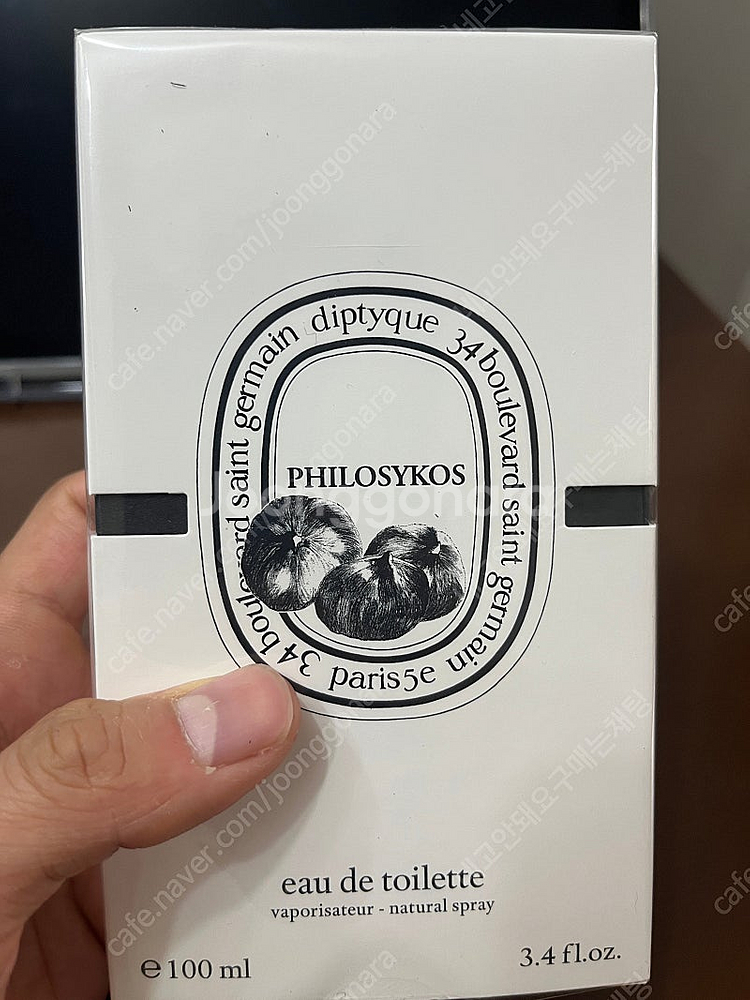 diptyque 34 boulevard saint germain paris5e 34 boulevard saint germain
PHILOSYKOS
eau de toilette
vaporisateur - natural spray
e 100 ml
3.4 fl.oz.
Joonggonara
cafe.naver.com/joonggonara